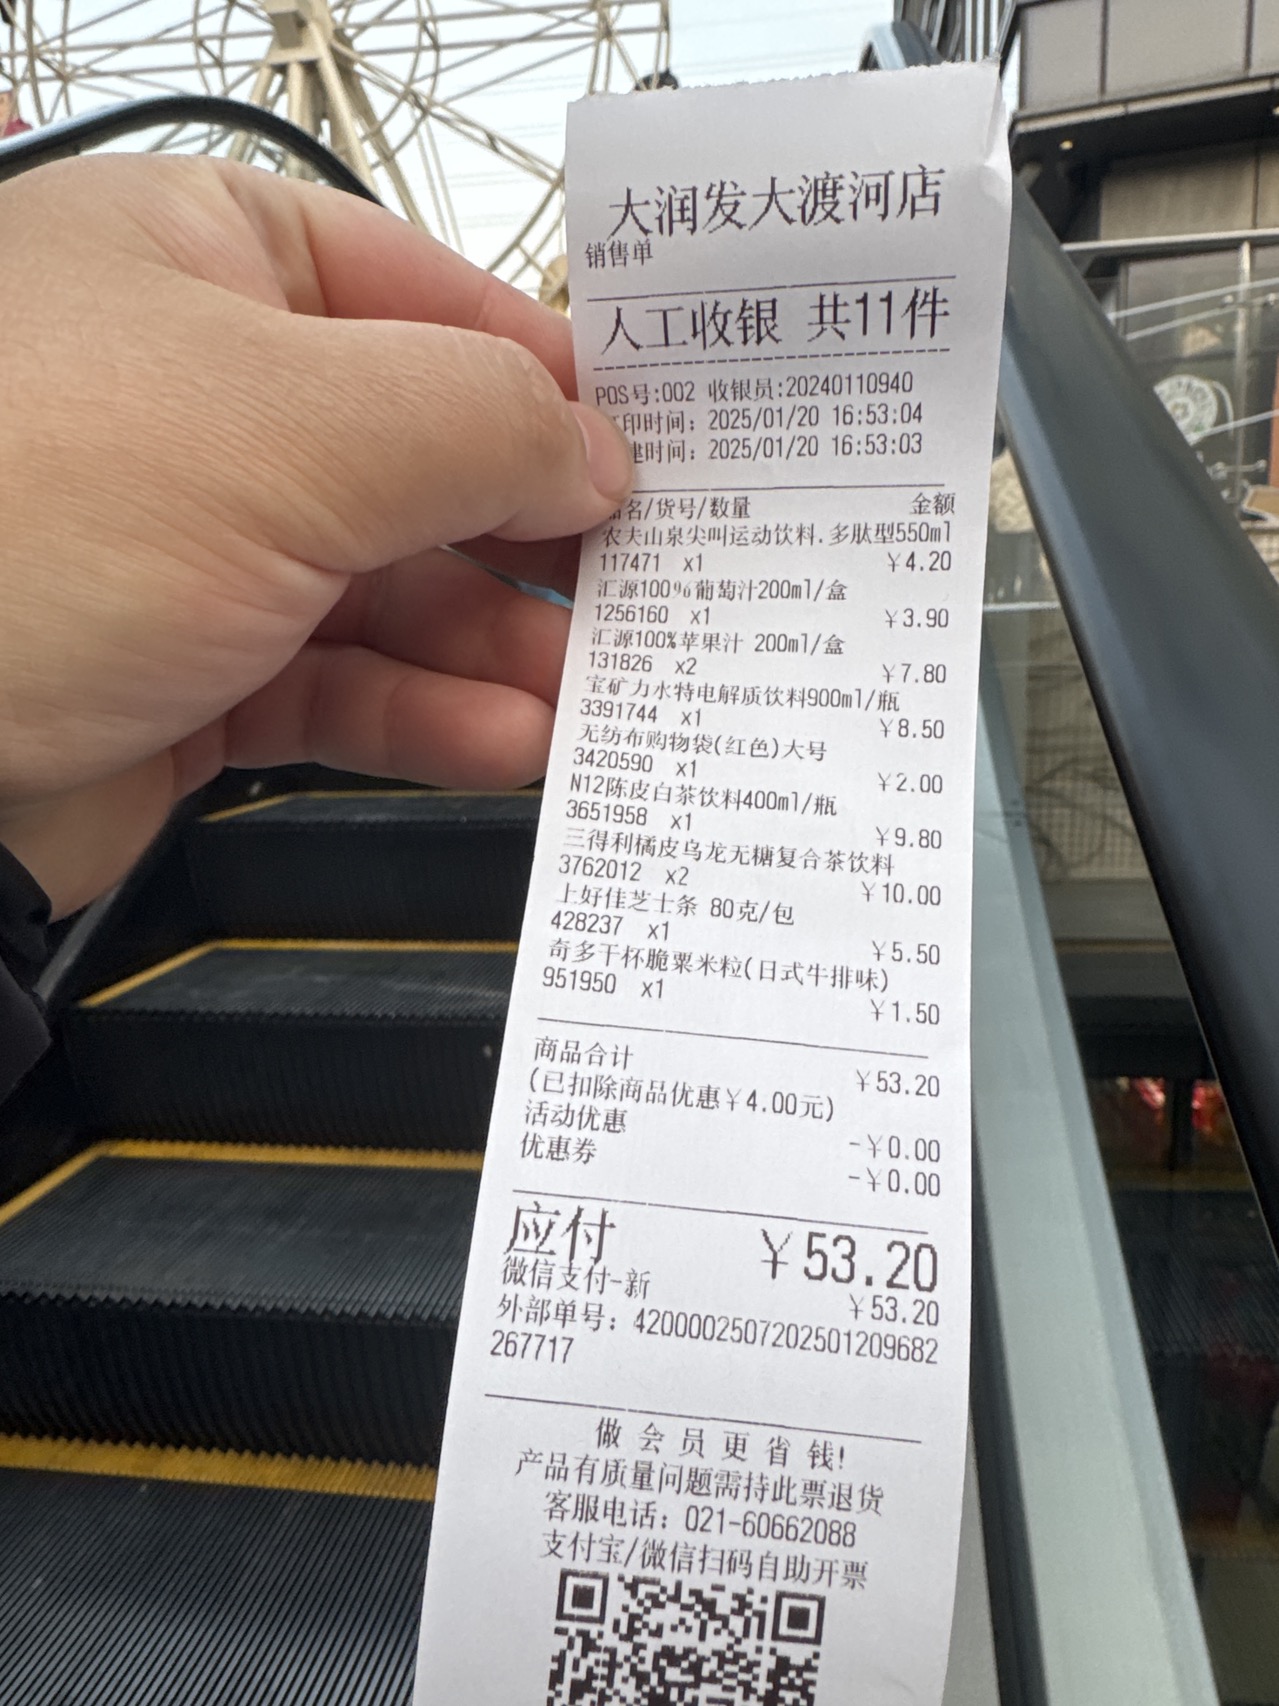 大润发大渡河店
销售单
人工收银 共11件
POS号:002 收银员:20240110940
印时间: 2025/01/20 16:53:04
建时间: 2025/01/20 16:53:03
名/货号/数量 金额
农夫山泉尖叫运动饮料.多肽型550ml
117471 x1 ¥4.20
汇源100%葡萄汁200ml/盒
1256160 x1 ¥3.90
汇源100%苹果汁 200ml/盒
131826 x2 ¥7.80
宝矿力水特电解质饮料900ml/瓶
3391744 x1 ¥8.50
无纺布购物袋(红色)大号
3420590 x1 ¥2.00
N12陈皮白茶饮料400ml/瓶
3651958 x1 ¥9.80
三得利橘皮乌龙无糖复合茶饮料
3762012 x2 ¥10.00
上好佳芝士条 80克/包
428237 x1 ¥5.50
奇多干杯脆粟米粒(日式牛排味)
951950 x1 ¥1.50
商品合计 ¥53.20
(已扣除商品优惠¥4.00元)
活动优惠 -¥0.00
优惠券 -¥0.00
应付 ¥53.20
微信支付-新 ¥53.20
外部单号: 4200002507202501209682
267717
做会员更省钱!
产品有质量问题需持此票退货
客服电话: 021-60662088
支付宝/微信扫码自助开票